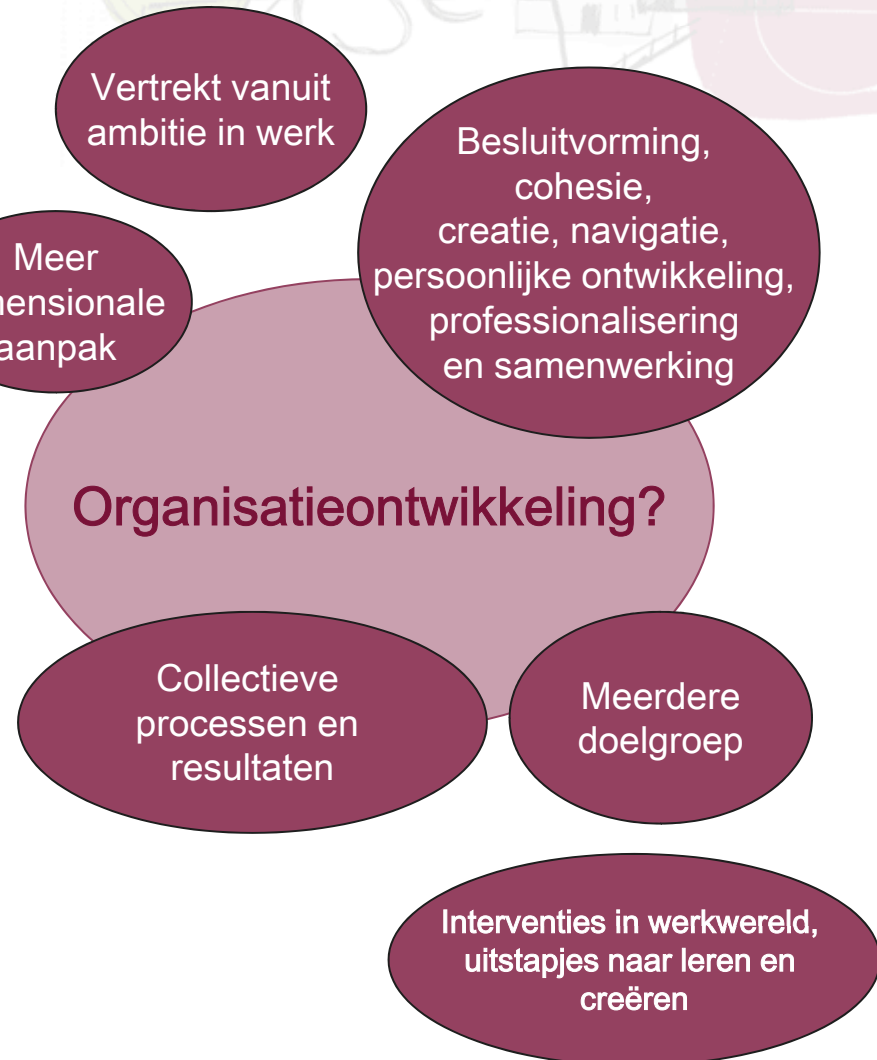 Vertrekt vanuit
ambitie in werk
Besluitvorming,
cohesie,
creatie, navigatie,
persoonlijke ontwikkeling,
professionalisering
en samenwerking
Meer
aanpak
Organisatieontwikkeling?
Collectieve
processen en
resultaten
Meerdere
doelgroep
Interventies in werkwereld,
uitstapjes naar leren en
creëren